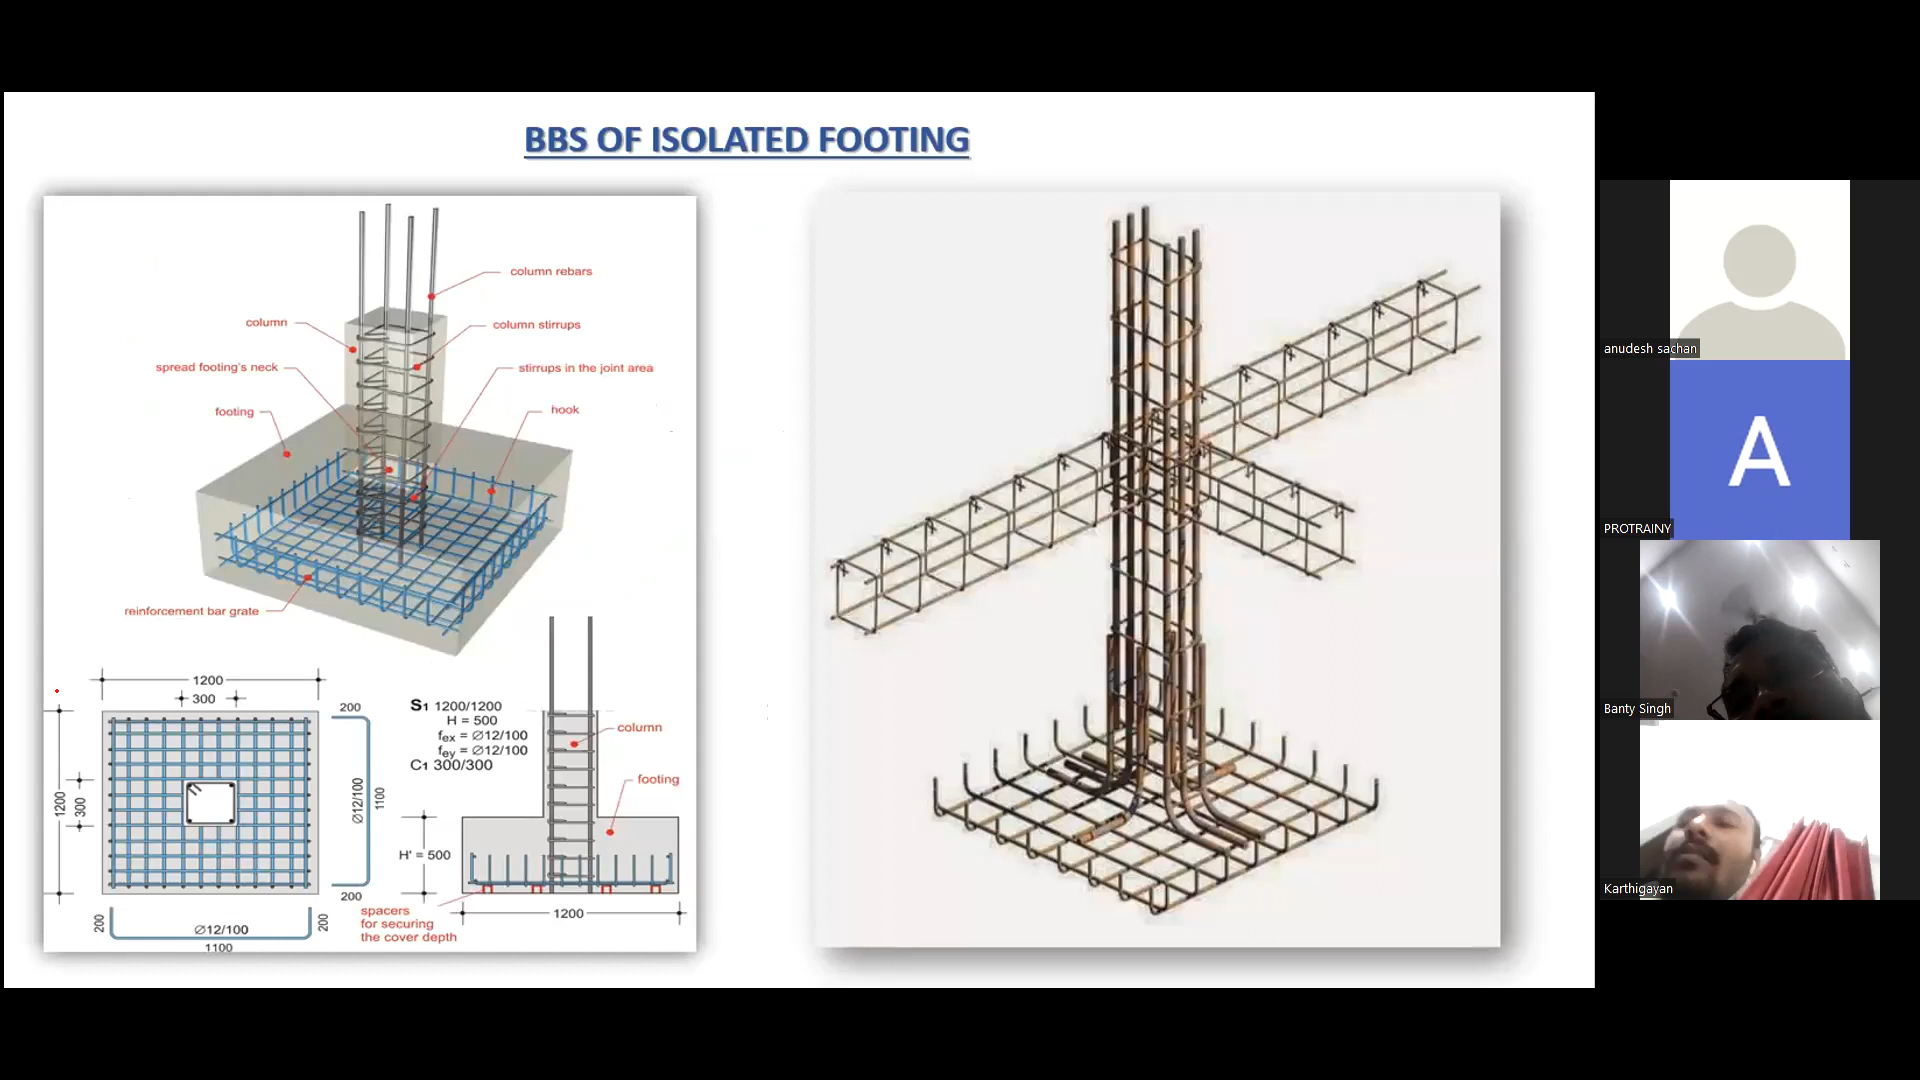 BBS OF ISOLATED FOOTING
column rebars
column
column stirrups
spread footing's neck
stirrups in the joint area
footing
hook
reinforcement bar grate
1200
300
200
1200
300
Ø12/100
1100
200
200
Ø12/100
200
1100
S1 1200/1200
H = 500
fex = Ø12/100
fey = Ø12/100
C1 300/300
column
footing
H' = 500
1200
spacers
for securing
the cover depth
anudesh sachan
A
PROTRAINY
Banty Singh
Karthigayan